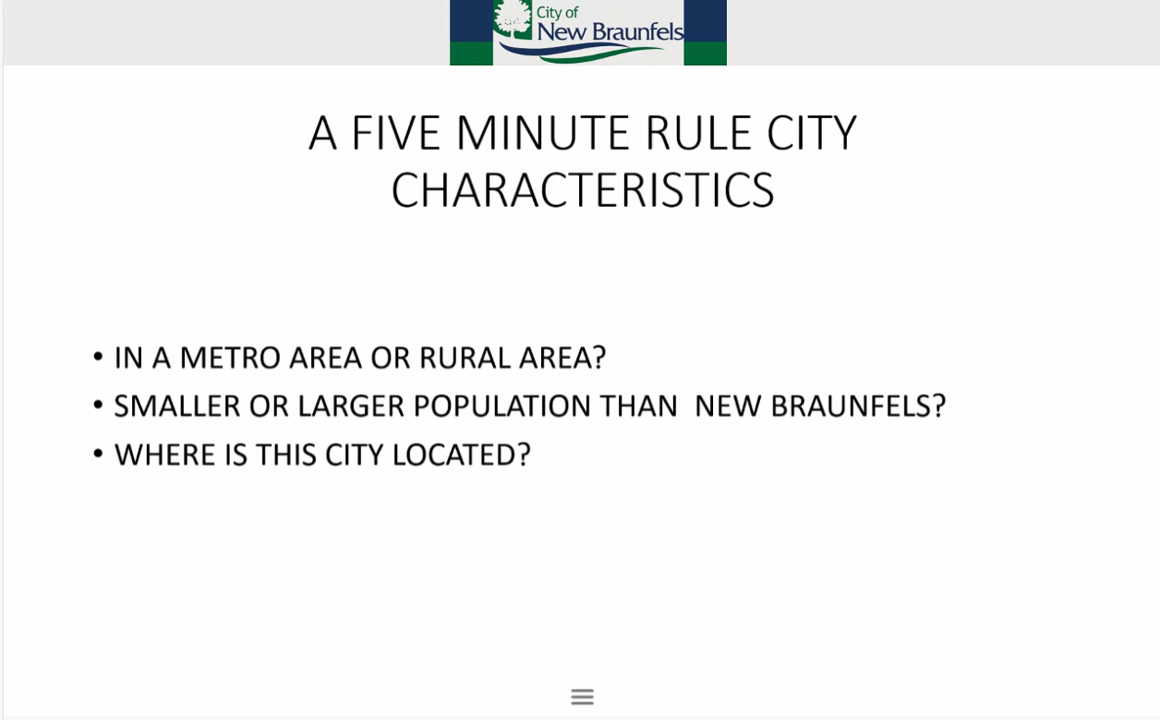 City of
New Braunfels
A FIVE MINUTE RULE CITY
CHARACTERISTICS
• IN A METRO AREA OR RURAL AREA?
• SMALLER OR LARGER POPULATION THAN  NEW BRAUNFELS?
• WHERE IS THIS CITY LOCATED?